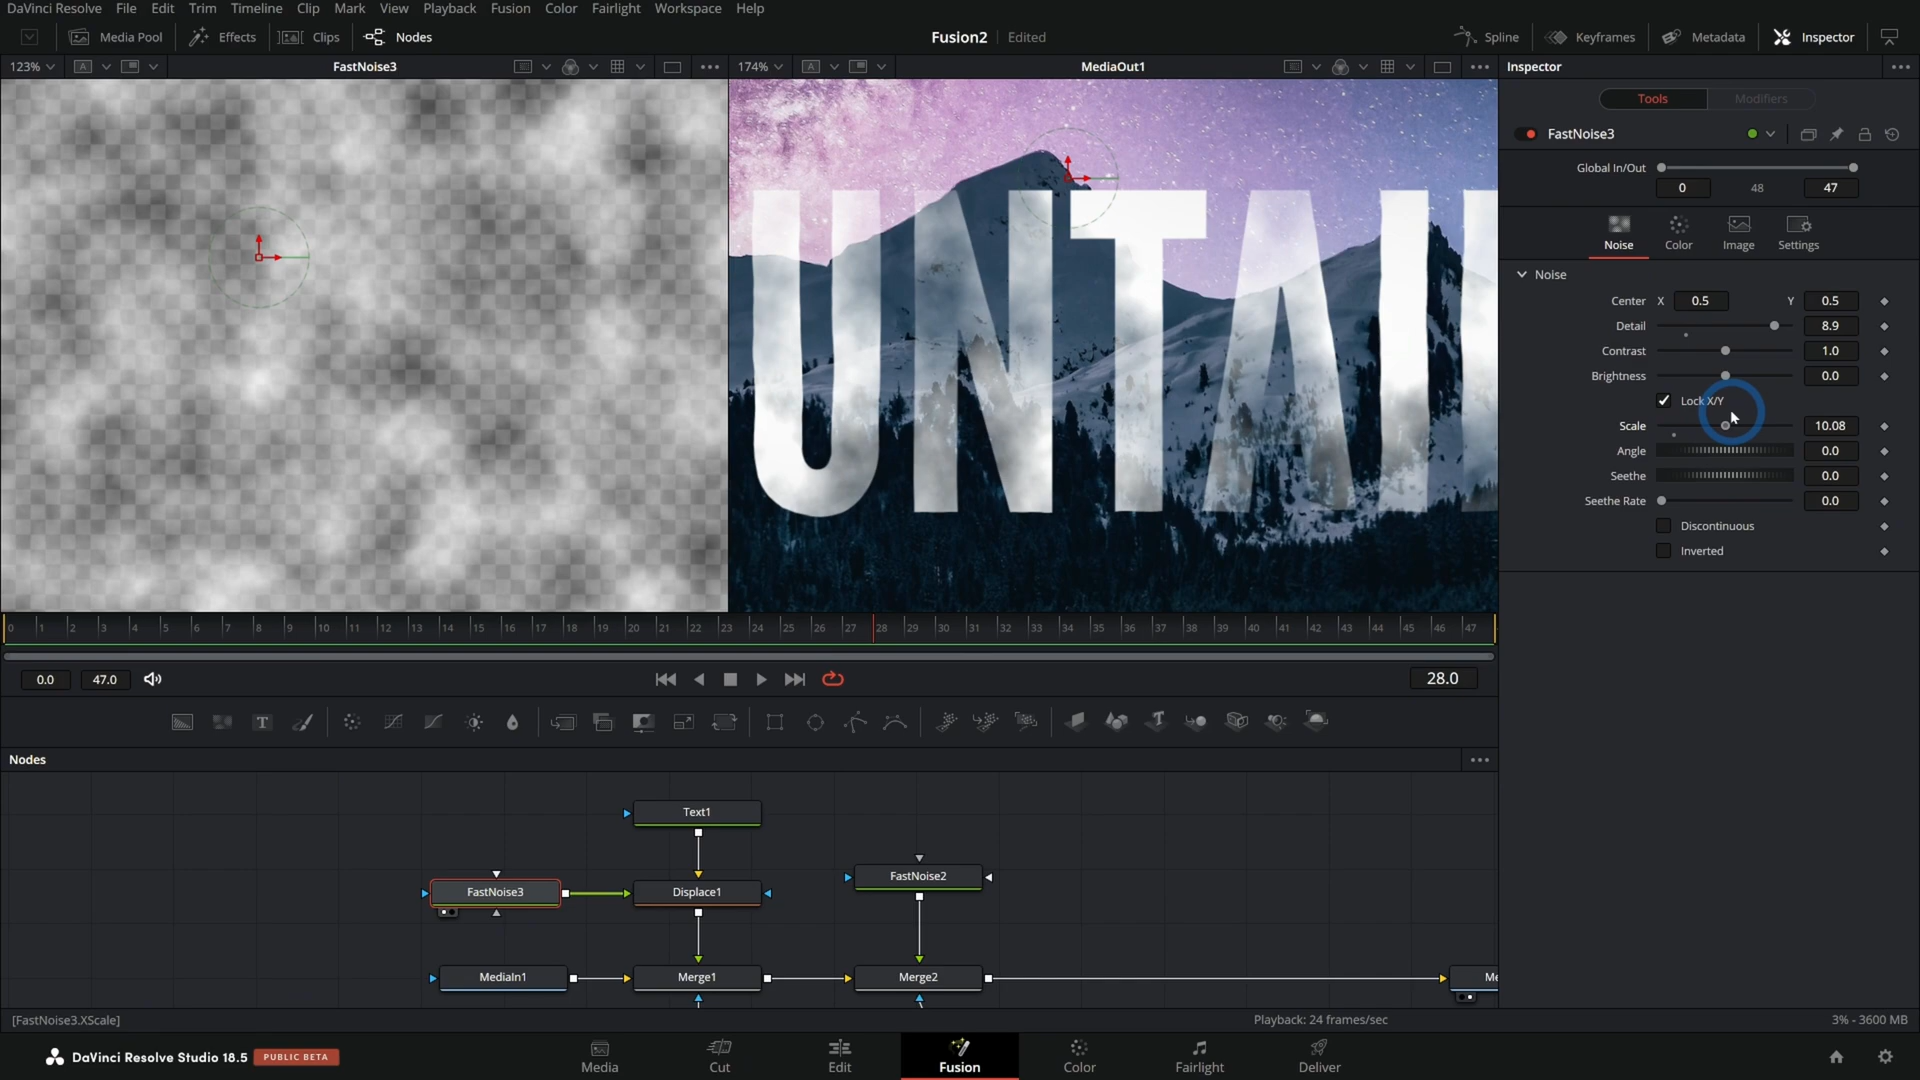 DaVinci Resolve File Edit Trim Timeline Clip Mark View Playback Fusion Color Fairlight Workspace Help
Media Pool Effects Clips Nodes Fusion2 Edited Spline Keyframes Metadata Inspector
123% A FastNoise3 174% A MediaOut1 Inspector
Tools Modifiers
FastNoise3
Global In/Out
0 48 47
Noise Color Image Settings
Noise
Center X 0.5 Y 0.5
Detail 8.9
Contrast 1.0
Brightness 0.0
Lock X/Y
Scale 10.08
Angle 0.0
Seethe 0.0
Seethe Rate 0.0
Discontinuous
Inverted
UNTAI
0 1 2 3 4 5 6 7 8 9 10 11 12 13 14 15 16 17 18 19 20 21 22 23 24 25 26 27 28 29 30 31 32 33 34 35 36 37 38 39 40 41 42 43 44 45 46 47
0.0 47.0 28.0
Nodes
Text1
FastNoise2
FastNoise3 Displace1
MediaIn1 Merge1 Merge2 Me
[FastNoise3.XScale] Playback: 24 frames/sec 3% - 3600 MB
DaVinci Resolve Studio 18.5 PUBLIC BETA
Media Cut Edit Fusion Color Fairlight Deliver